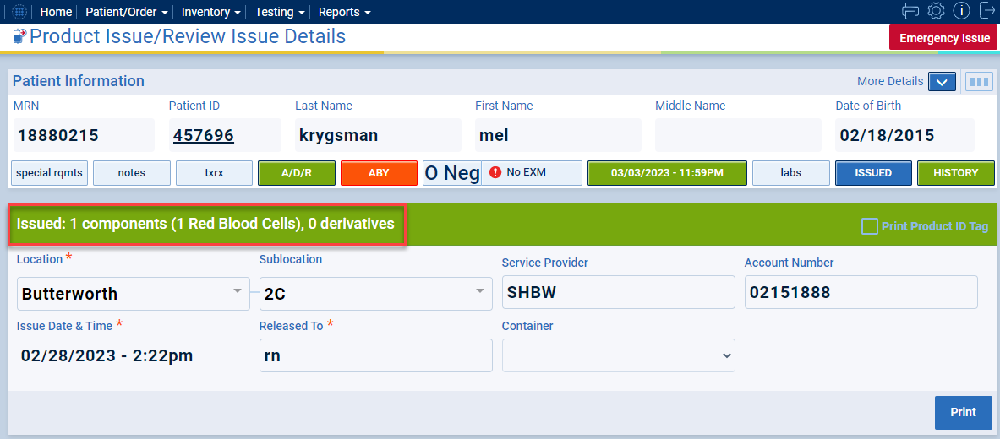 Home Patient/Order Inventory Testing Reports
Product Issue/Review Issue Details
Emergency Issue
Patient Information
More Details
MRN Patient ID Last Name First Name Middle Name Date of Birth
18880215 457696 krygsman mel 02/18/2015
special rqmts notes txrx A/D/R ABY O Neg No EXM 03/03/2023 - 11:59PM labs ISSUED HISTORY
Issued: 1 components (1 Red Blood Cells), 0 derivatives
Print Product ID Tag
Location * Sublocation Service Provider Account Number
Butterworth 2C SHBW 02151888
Issue Date & Time * Released To * Container
02/28/2023 - 2:22pm rn
Print